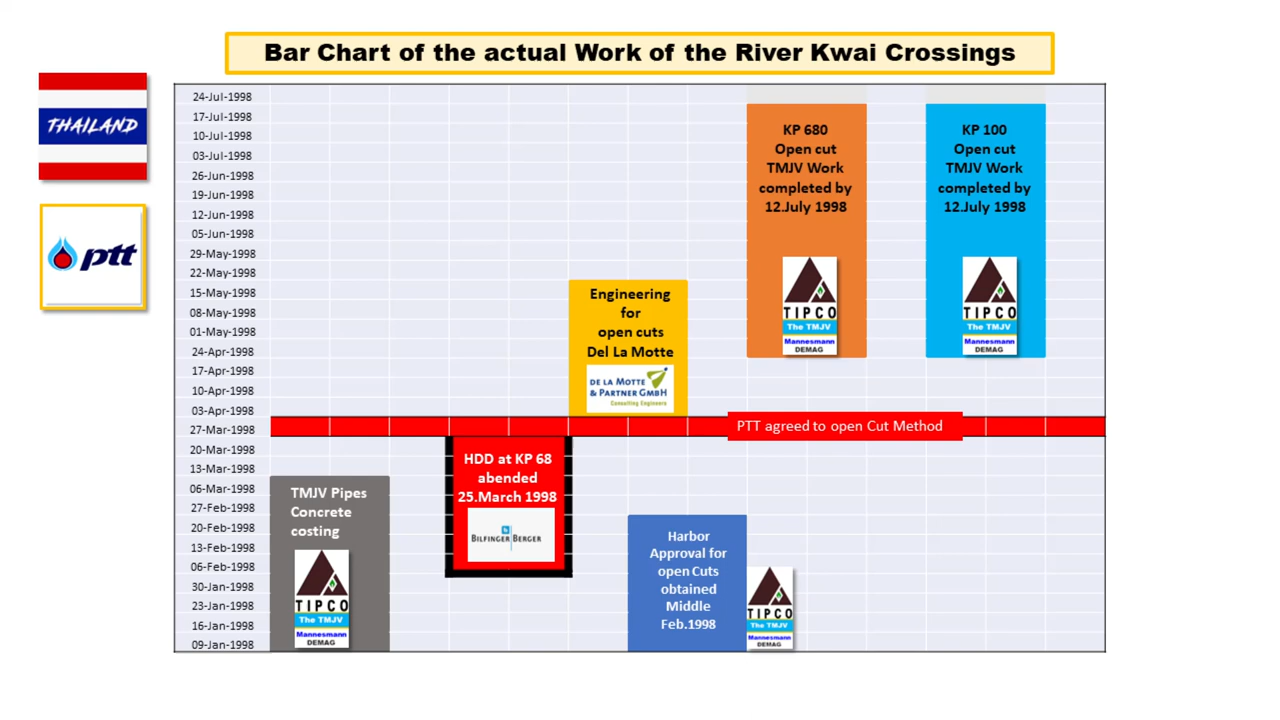 Bar Chart of the actual Work of the River Kwai Crossings
THAILAND
ptt
24-Jul-1998
17-Jul-1998
10-Jul-1998
03-Jul-1998
26-Jun-1998
19-Jun-1998
12-Jun-1998
05-Jun-1998
29-May-1998
22-May-1998
15-May-1998
08-May-1998
01-May-1998
24-Apr-1998
17-Apr-1998
10-Apr-1998
03-Apr-1998
27-Mar-1998
20-Mar-1998
13-Mar-1998
06-Mar-1998
27-Feb-1998
20-Feb-1998
13-Feb-1998
06-Feb-1998
30-Jan-1998
23-Jan-1998
16-Jan-1998
09-Jan-1998
TMJV Pipes
Concrete
costing
TIPCO
The TMJV
Mannesmann
DEMAG
HDD at KP 68
abended
25.March 1998
BILFINGER BERGER
Engineering
for
open cuts
Del La Motte
DE LA MOTTE
& PARTNER GMBH
Consulting Engineers
Harbor
Approval for
open Cuts
obtained
Middle
Feb.1998
TIPCO
The TMJV
Mannesmann
DEMAG
PTT agreed to open Cut Method
KP 680
Open cut
TMJV Work
completed by
12.July 1998
TIPCO
The TMJV
Mannesmann
DEMAG
KP 100
Open cut
TMJV Work
completed by
12.July 1998
TIPCO
The TMJV
Mannesmann
DEMAG